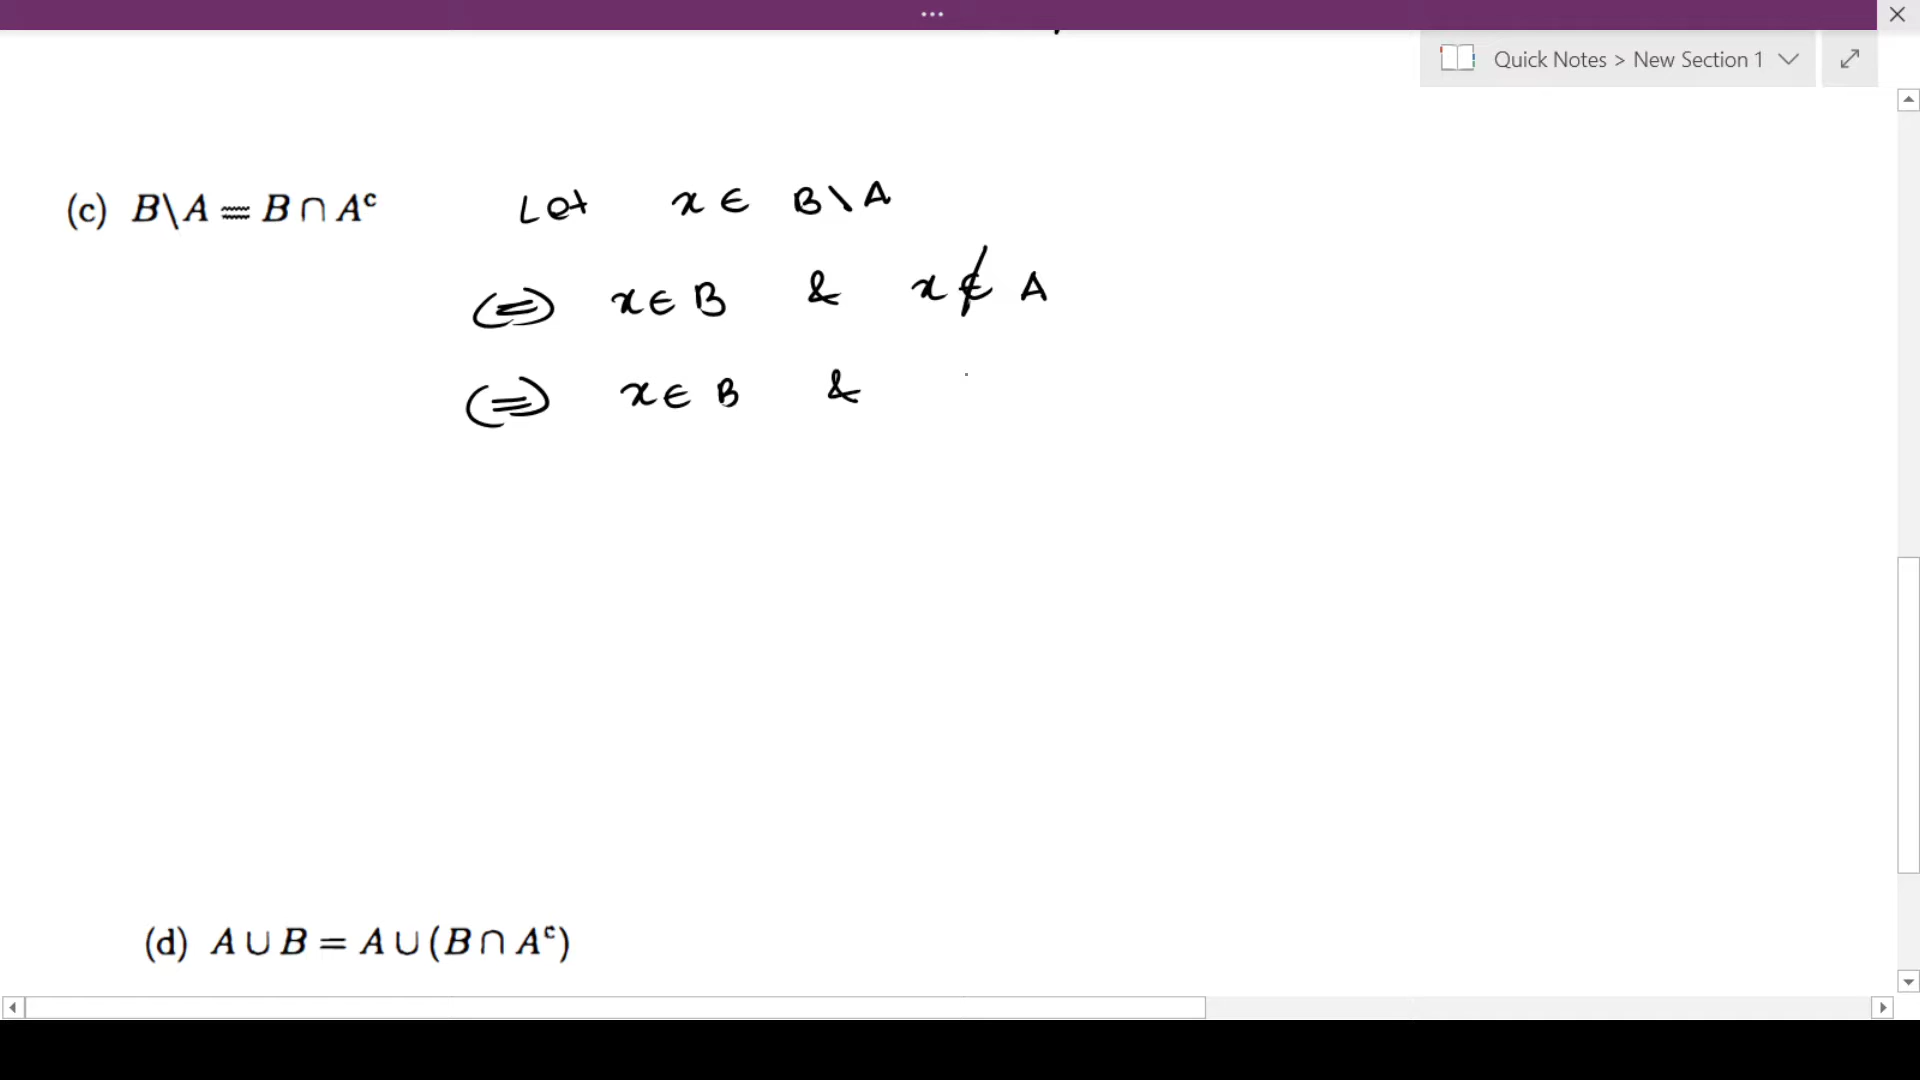 ...
Quick Notes > New Section 1
(c) B\A = B ∩ Aᶜ Let x ∈ B \ A
⟺ x ∈ B & x ∉ A
⟺ x ∈ B &
(d) A ∪ B = A ∪ (B ∩ Aᶜ)